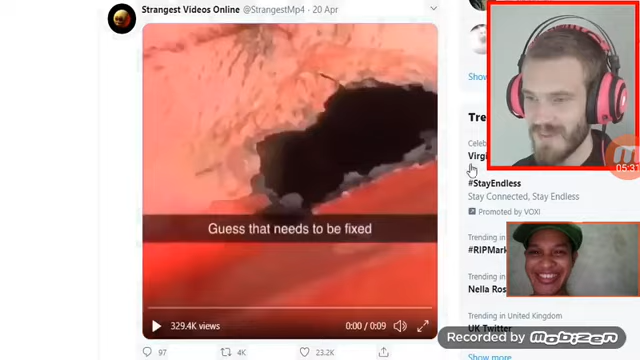 Strangest Videos Online @StrangestMp4 · 20 Apr
Guess that needs to be fixed
329.4K views
0:00 / 0:09
97
4K
23.2K
Show
Tre
Celeb
Virgi
#StayEndless
Stay Connected, Stay Endless
Promoted by VOXI
Trending in
#RIPMark
Trending in
Nella Ros
Trending in United Kingdom
UK Twitter
Show more
05:31
Recorded by mobizen